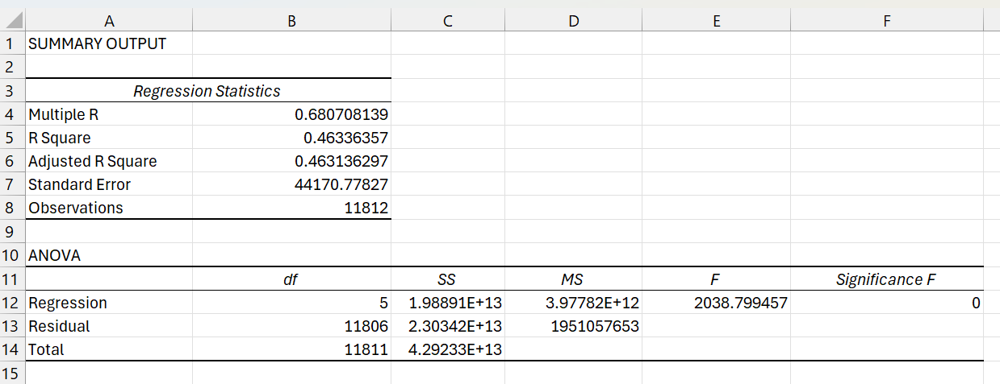 A B C D E F
1 SUMMARY OUTPUT
2
3 Regression Statistics
4 Multiple R 0.680708139
5 R Square 0.46336357
6 Adjusted R Square 0.463136297
7 Standard Error 44170.77827
8 Observations 11812
9
10 ANOVA
11 df SS MS F Significance F
12 Regression 5 1.98891E+13 3.97782E+12 2038.799457 0
13 Residual 11806 2.30342E+13 1951057653
14 Total 11811 4.29233E+13
15